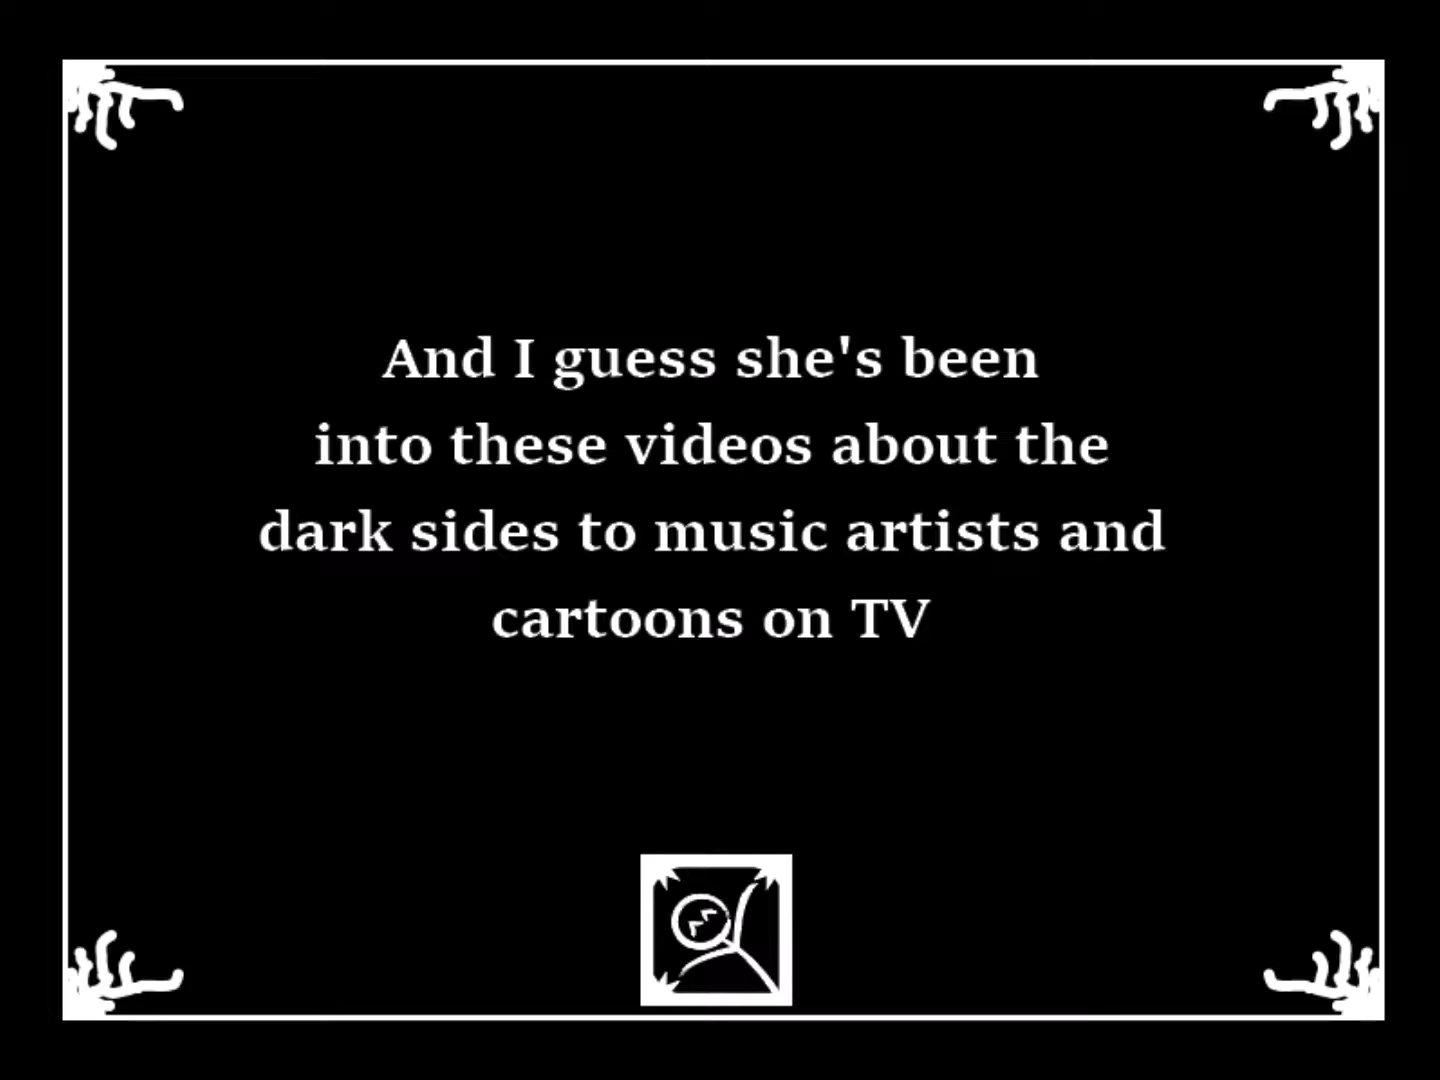 And I guess she's been
into these videos about the
dark sides to music artists and
cartoons on TV